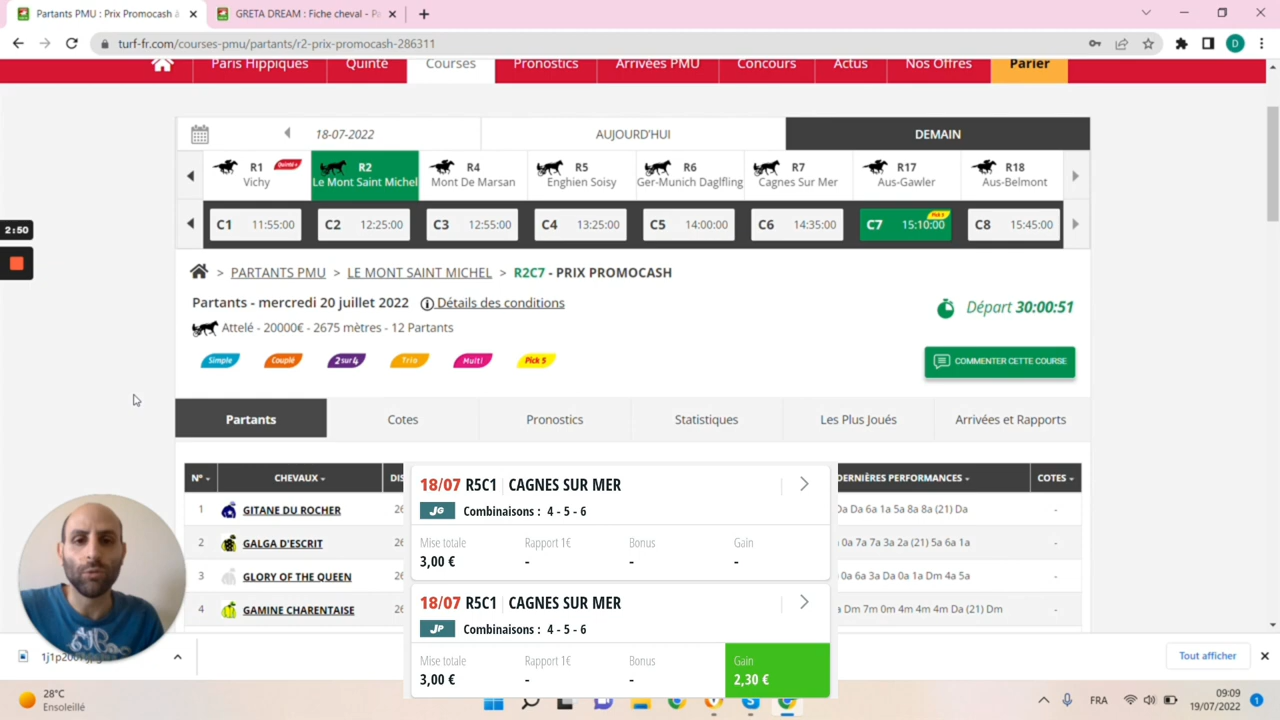 Partants PMU : Prix Promocash à
GRETA DREAM : Fiche cheval - Pa
turf-fr.com/courses-pmu/partants/r2-prix-promocash-286311
D
Paris Hippiques Quinté Courses Pronostics Arrivées PMU Concours Actus Nos Offres Parier
18-07-2022 AUJOURD'HUI DEMAIN
R1 Quinté+ R2 R4 R5 R6 R7 R17 R18
Vichy Le Mont Saint Michel Mont De Marsan Enghien Soisy Ger-Munich Daglfling Cagnes Sur Mer Aus-Gawler Aus-Belmont
C1 11:55:00 C2 12:25:00 C3 12:55:00 C4 13:25:00 C5 14:00:00 C6 14:35:00 C7 15:10:00 Pick 5 C8 15:45:00
2:50
> PARTANTS PMU > LE MONT SAINT MICHEL > R2C7 - PRIX PROMOCASH
Partants - mercredi 20 juillet 2022 Détails des conditions
Départ 30:00:51
Attelé - 20000€ - 2675 mètres - 12 Partants
Simple Couplé 2sur4 Trio Multi Pick 5
COMMENTER CETTE COURSE
Partants Cotes Pronostics Statistiques Les Plus Joués Arrivées et Rapports
N° CHEVAUX DIS DERNIÈRES PERFORMANCES COTES
1 GITANE DU ROCHER 26 Da Da 6a 1a 5a 8a 8a (21) Da -
2 GALGA D'ESCRIT 26 0a 7a 7a 3a 2a (21) 5a 6a 1a -
3 GLORY OF THE QUEEN 26 0a 6a 3a Da 0a 1a Dm 4a 5a -
4 GAMINE CHARENTAISE 26 Dm 7m 0m 4m 4m 4m Da (21) Dm -
18/07 R5C1 CAGNES SUR MER
JG Combinaisons : 4 - 5 - 6
Mise totale Rapport 1€ Bonus Gain
3,00 € - - -
18/07 R5C1 CAGNES SUR MER
JP Combinaisons : 4 - 5 - 6
Mise totale Rapport 1€ Bonus Gain
3,00 € - - 2,30 €
Tout afficher
28°C
Ensoleillé
FRA
09:09
19/07/2022
1